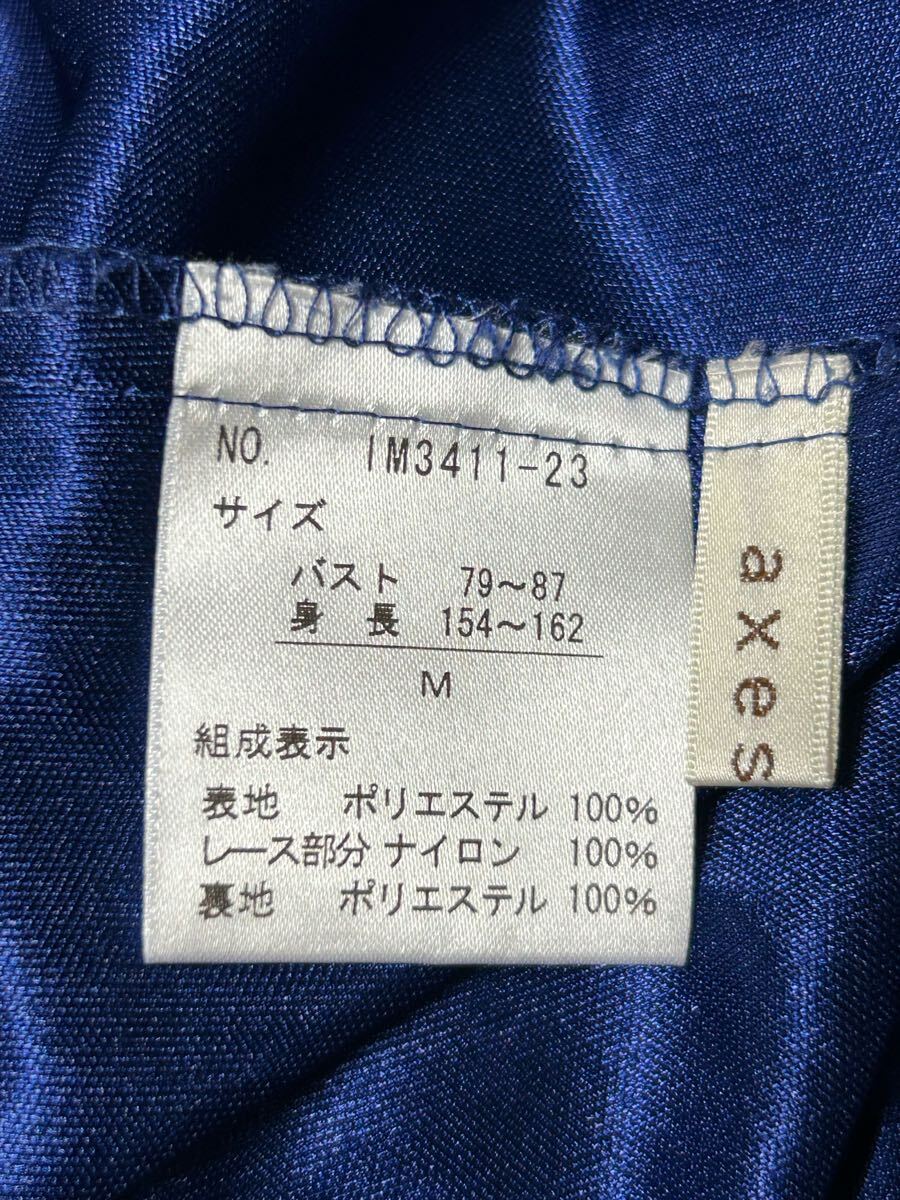 NO. IM3411-23
サイズ
バスト 79～87
身 長 154～162
M
組成表示
表地 ポリエステル 100%
レース部分 ナイロン 100%
裏地 ポリエステル 100%
axes